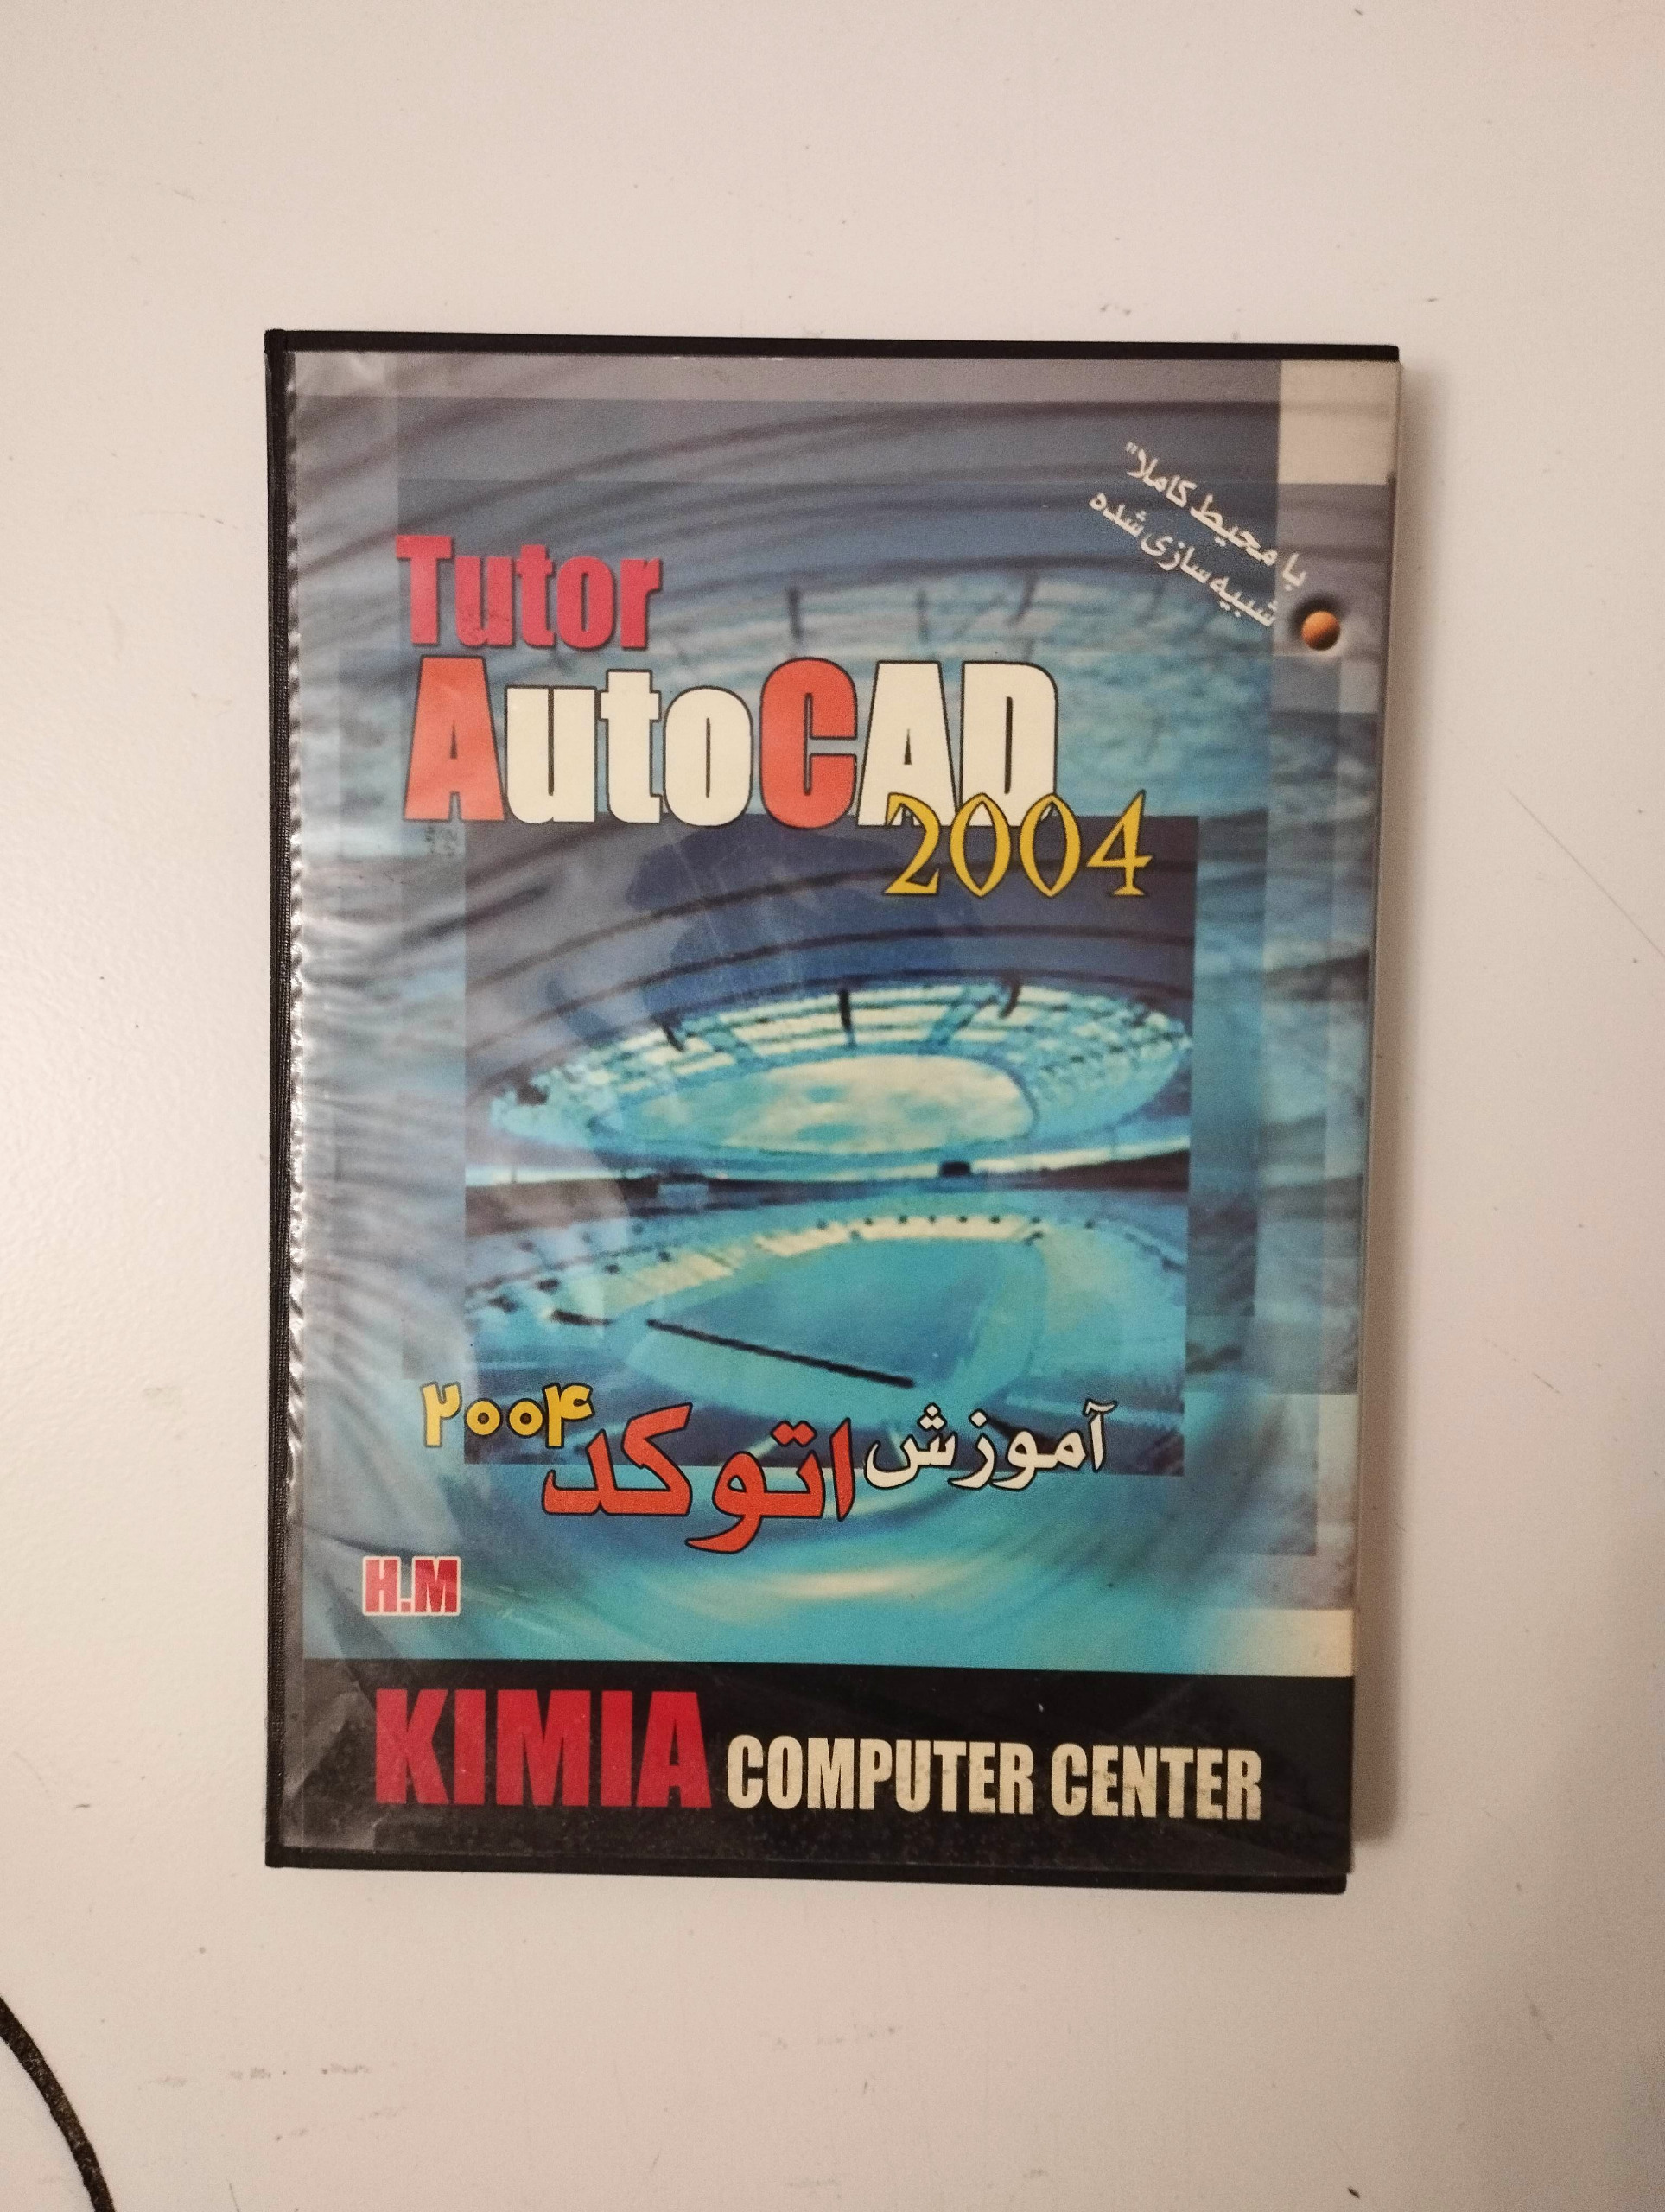 با محیط کاملا"
شبیه سازی شده
Tutor
AutoCAD
2004
آموزش اتوکد ۲۰۰۴
H.M
KIMIA COMPUTER CENTER